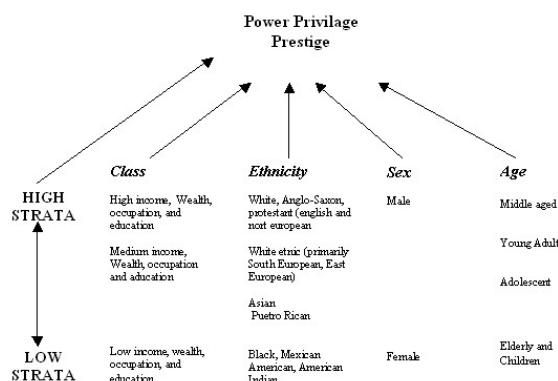 Power Privilage
Prestige
Class
Ethnicity
Sex
Age
HIGH
STRATA
High income, Wealth,
occupation, and
education
White, Anglo-Saxon,
protestant (english and
nort european
Male
Middle aged
Medium income,
Wealth, occupation
and aducation
White etnic (primarily
South European, East
European)
Young Adult
Asian
Puetro Rican
Adolescent
LOW
STRATA
Low income, wealth,
occupation, and
education
Black, Mexican
American, American
Indian
Female
Elderly and
Children